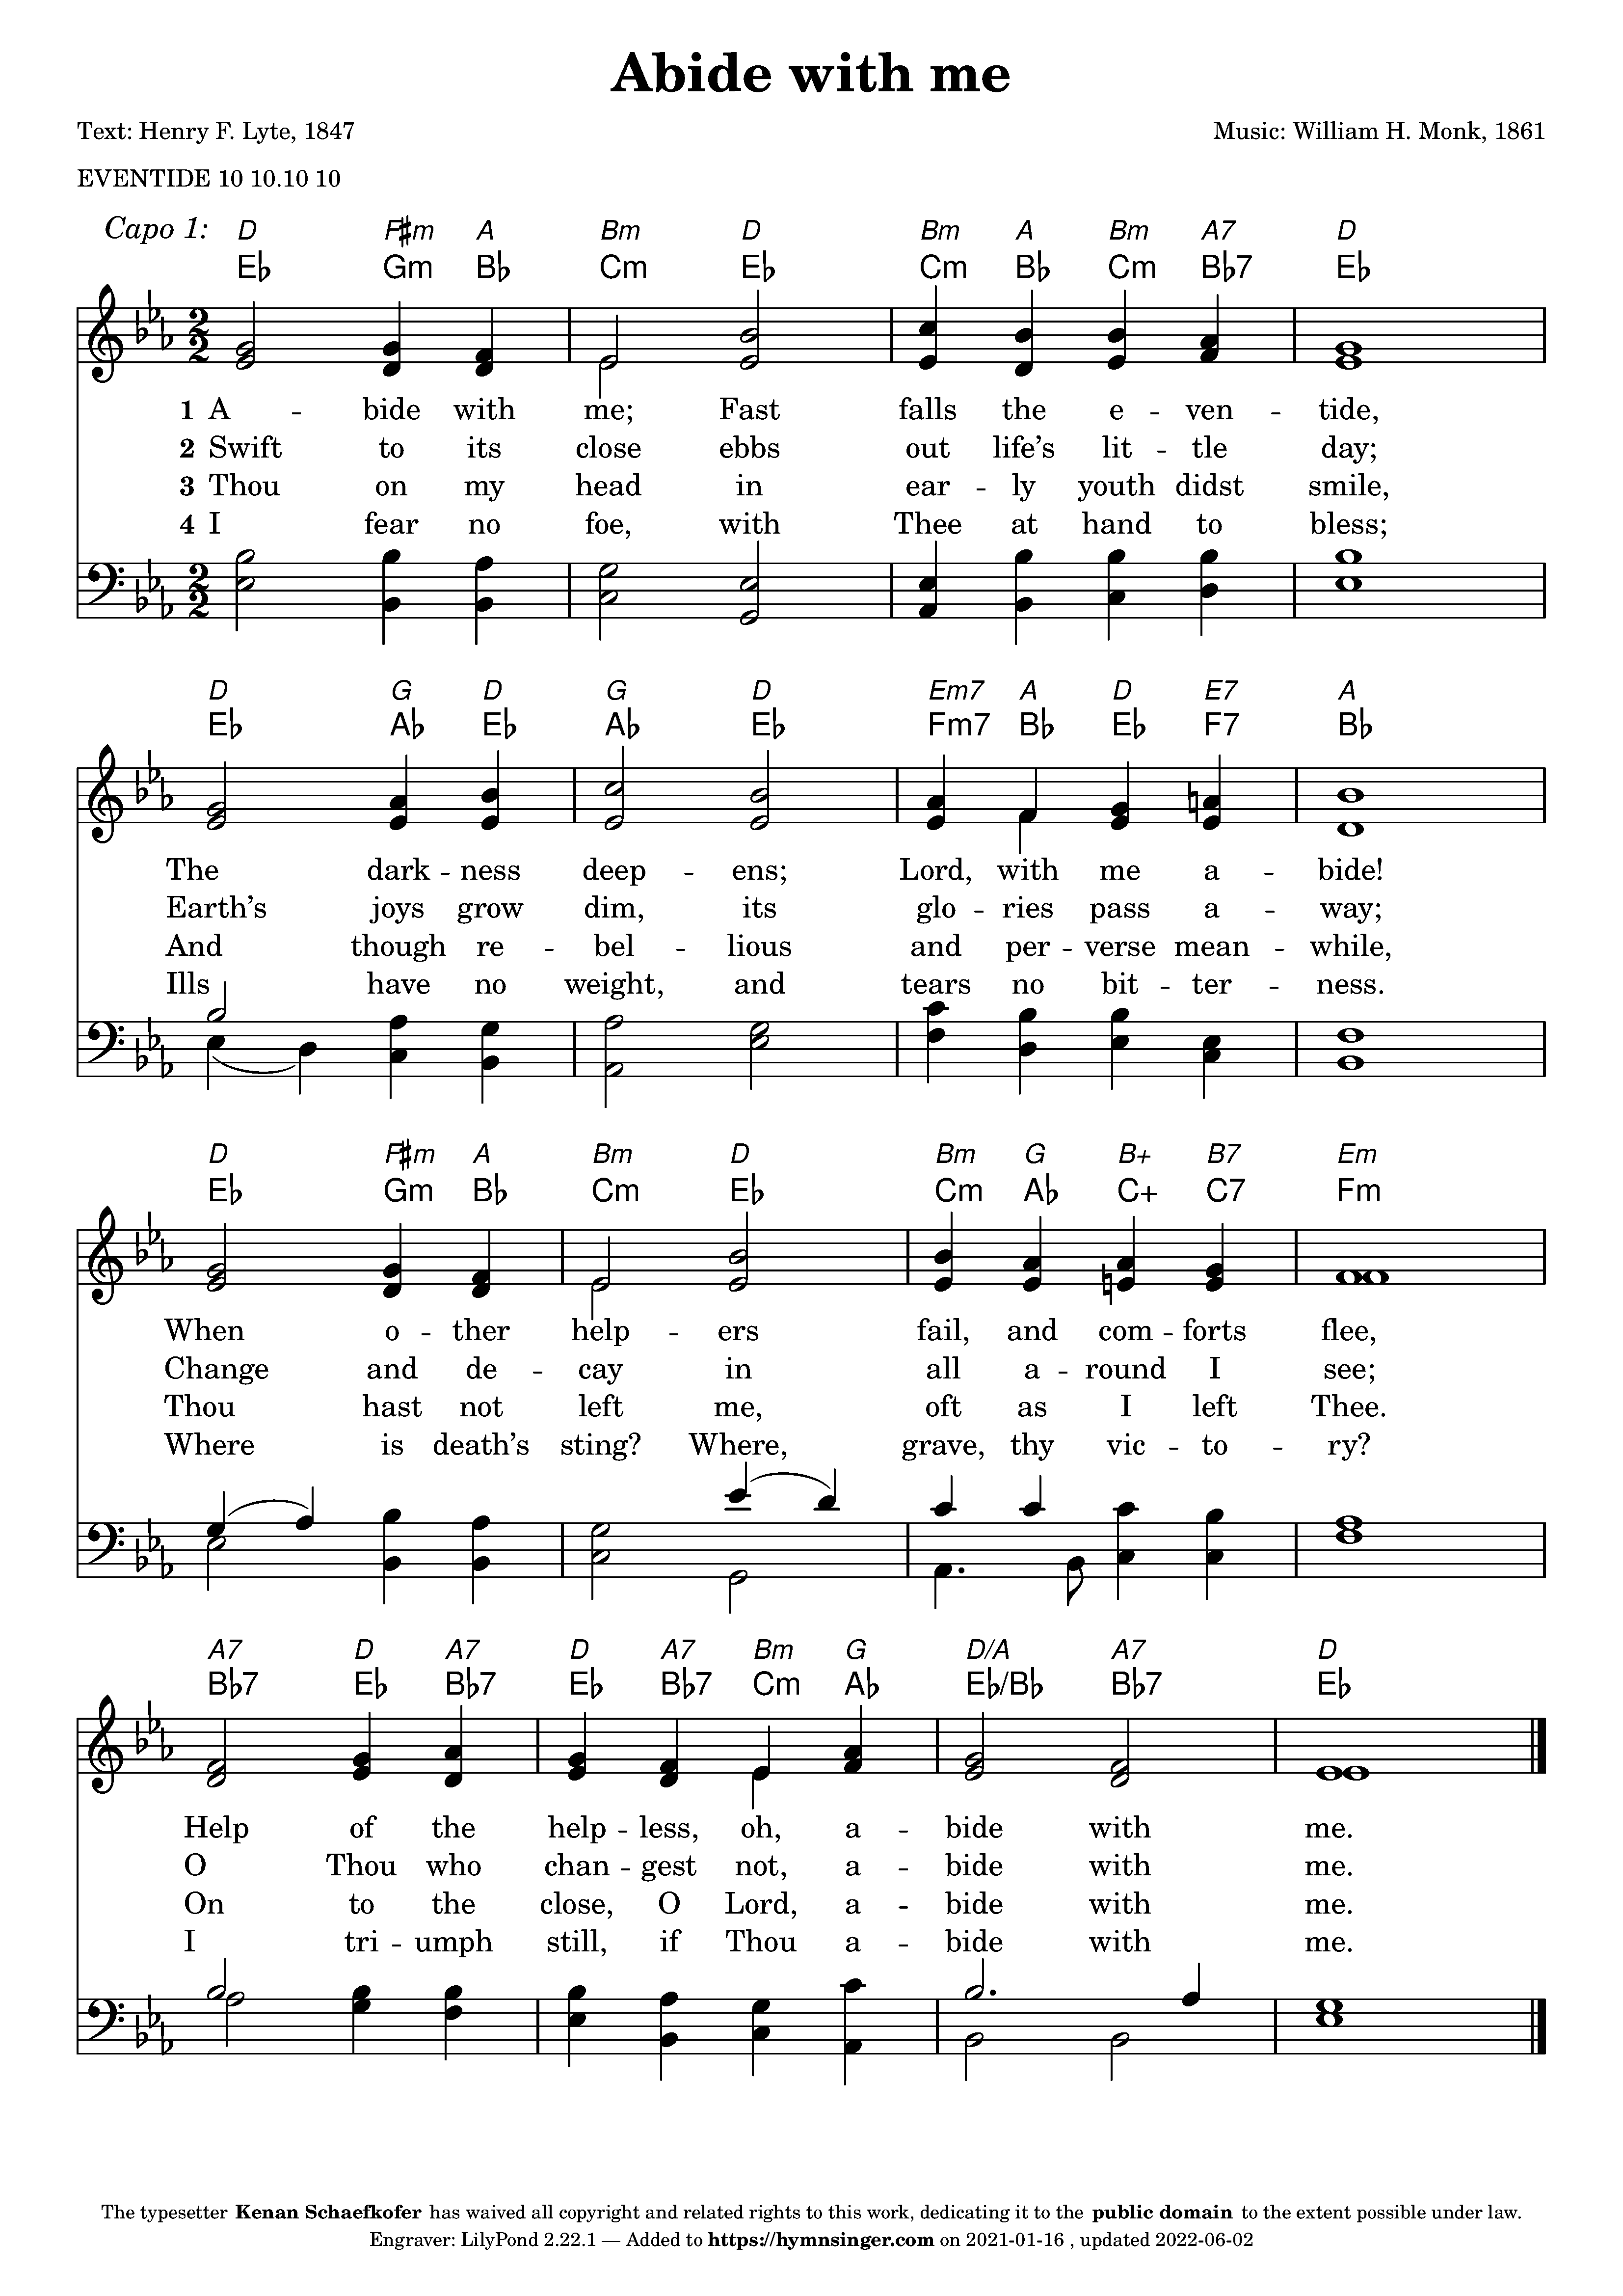 Abide with me
Text: Henry F. Lyte, 1847 Music: William H. Monk, 1861
EVENTIDE 10 10.10 10
Capo 1: D F♯m A Bm D Bm A Bm A7 D
E♭ Gm B♭ Cm E♭ Cm B♭ Cm B♭7 E♭
1 A -- bide with me; Fast falls the e -- ven -- tide,
2 Swift to its close ebbs out life’s lit -- tle day;
3 Thou on my head in ear -- ly youth didst smile,
4 I fear no foe, with Thee at hand to bless;
D G D G D Em7 A D E7 A
E♭ A♭ E♭ A♭ E♭ Fm7 B♭ E♭ F7 B♭
The dark -- ness deep -- ens; Lord, with me a -- bide!
Earth’s joys grow dim, its glo -- ries pass a -- way;
And though re -- bel -- lious and per -- verse mean -- while,
Ills have no weight, and tears no bit -- ter -- ness.
D F♯m A Bm D Bm G B+ B7 Em
E♭ Gm B♭ Cm E♭ Cm A♭ C+ C7 Fm
When o -- ther help -- ers fail, and com -- forts flee,
Change and de -- cay in all a -- round I see;
Thou hast not left me, oft as I left Thee.
Where is death’s sting? Where, grave, thy vic -- to -- ry?
A7 D A7 D A7 Bm G D/A A7 D
B♭7 E♭ B♭7 E♭ B♭7 Cm A♭ E♭/B♭ B♭7 E♭
Help of the help -- less, oh, a -- bide with me.
O Thou who chan -- gest not, a -- bide with me.
On to the close, O Lord, a -- bide with me.
I tri -- umph still, if Thou a -- bide with me.
The typesetter Kenan Schaefkofer has waived all copyright and related rights to this work, dedicating it to the public domain to the extent possible under law.
Engraver: LilyPond 2.22.1 — Added to https://hymnsinger.com on 2021-01-16 , updated 2022-06-02